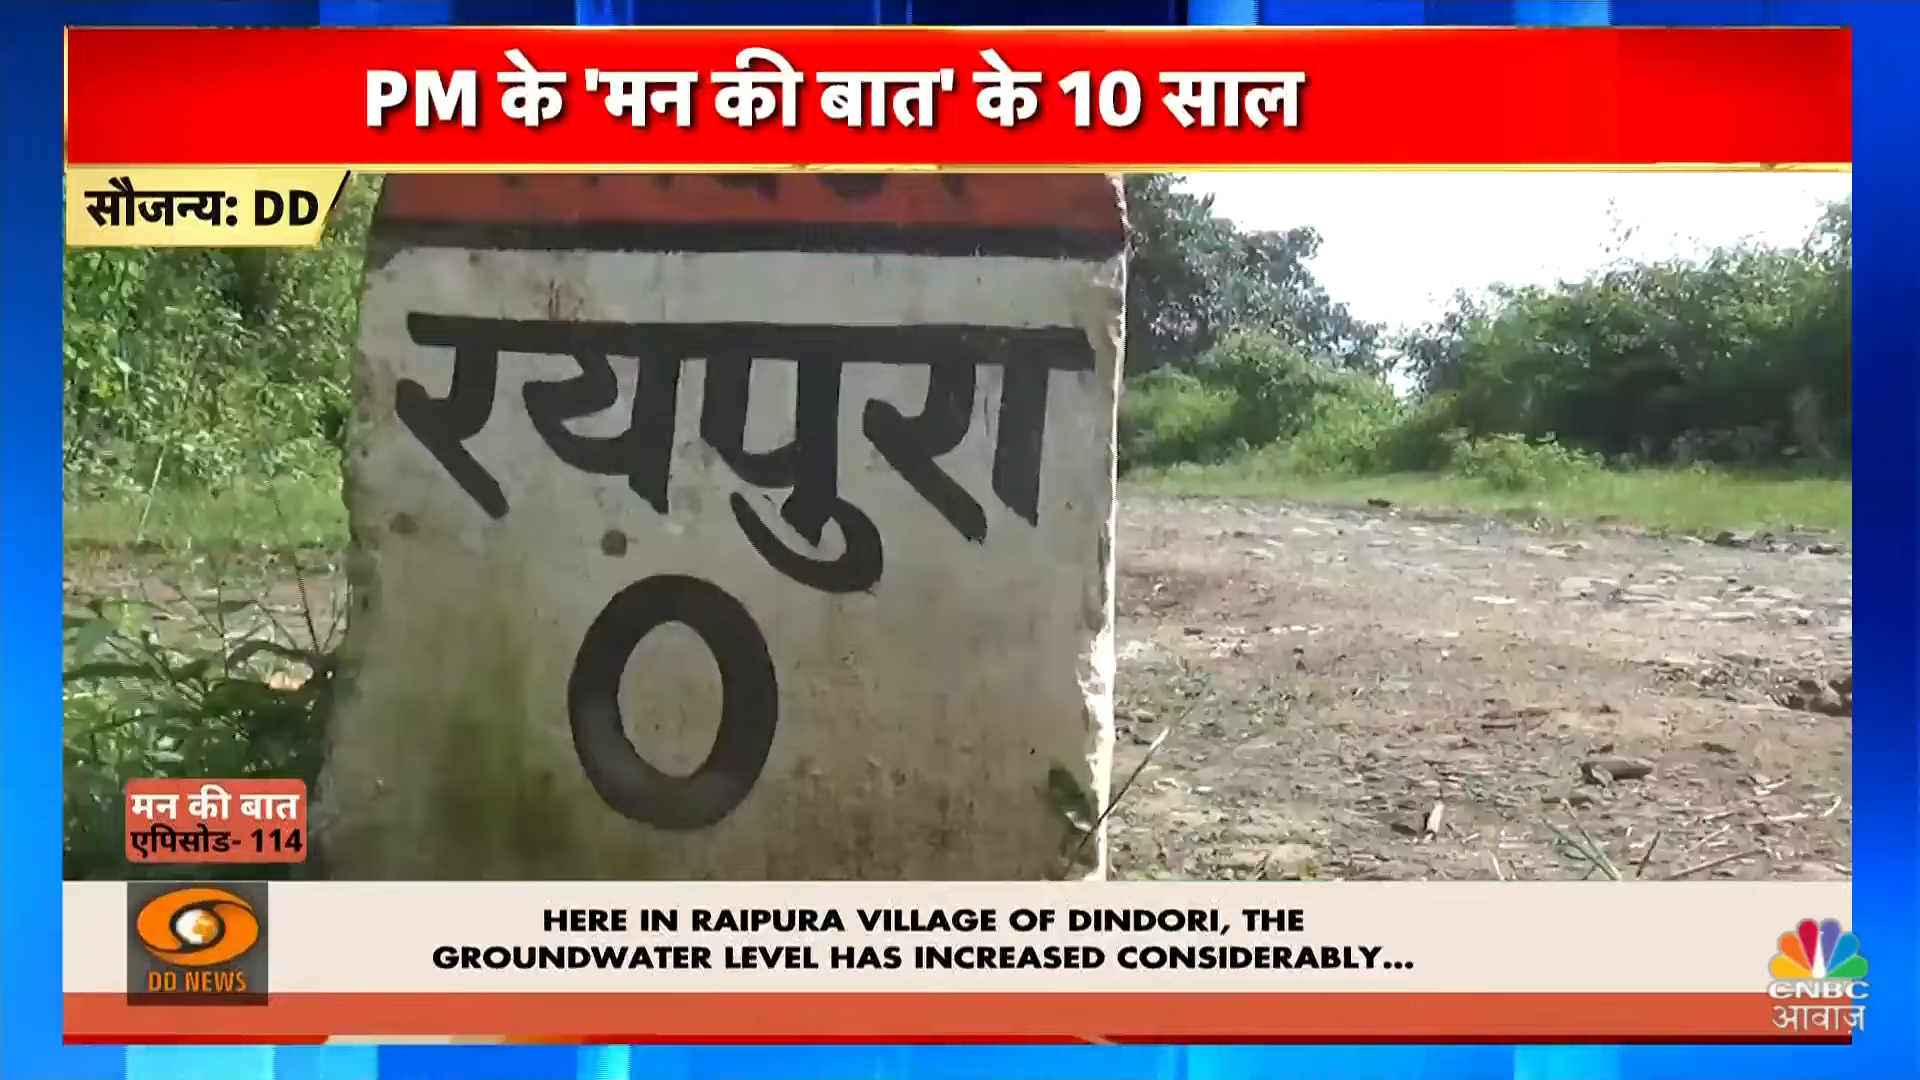 PM के 'मन की बात' के 10 साल
सौजन्य: DD
रयपुरा
0
मन की बात
एपिसोड- 114
HERE IN RAIPURA VILLAGE OF DINDORI, THE
GROUNDWATER LEVEL HAS INCREASED CONSIDERABLY...
DD NEWS
CNBC
आवाज़